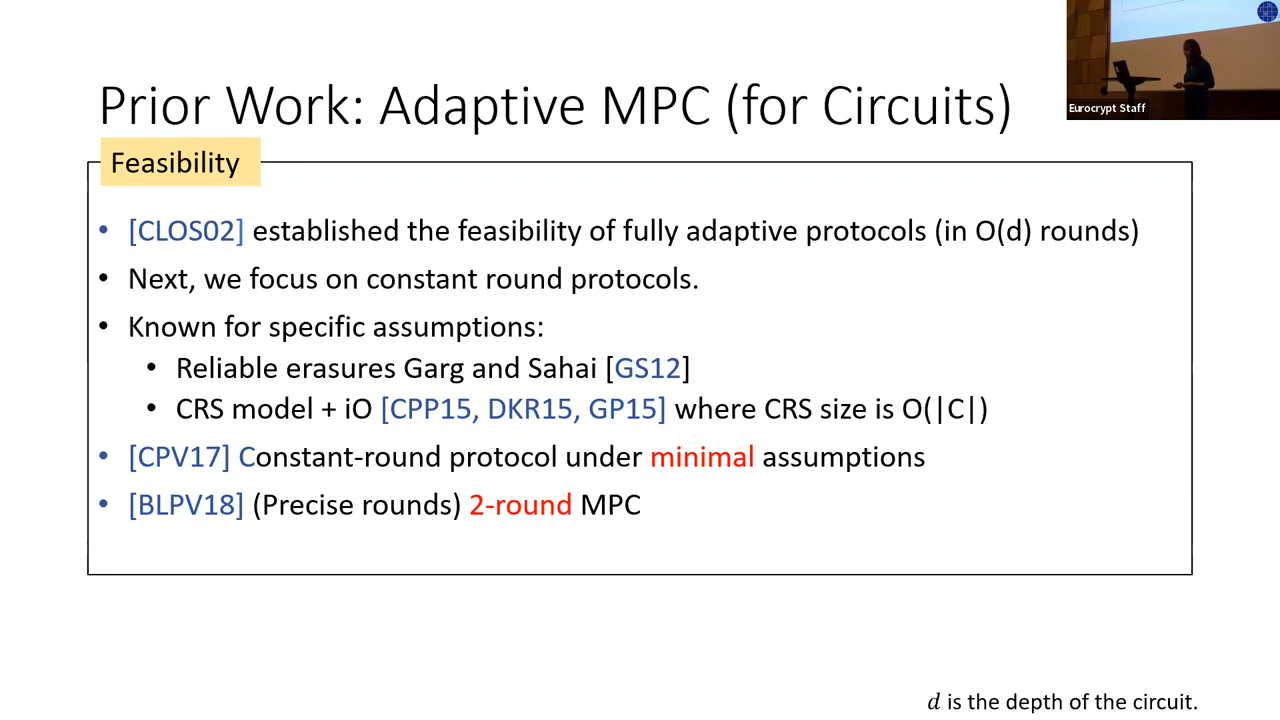 Eurocrypt Staff
Prior Work: Adaptive MPC (for Circuits)
Feasibility
• [CLOS02] established the feasibility of fully adaptive protocols (in O(d) rounds)
• Next, we focus on constant round protocols.
• Known for specific assumptions:
• Reliable erasures Garg and Sahai [GS12]
• CRS model + iO [CPP15, DKR15, GP15] where CRS size is O(|C|)
• [CPV17] Constant-round protocol under minimal assumptions
• [BLPV18] (Precise rounds) 2-round MPC
d is the depth of the circuit.